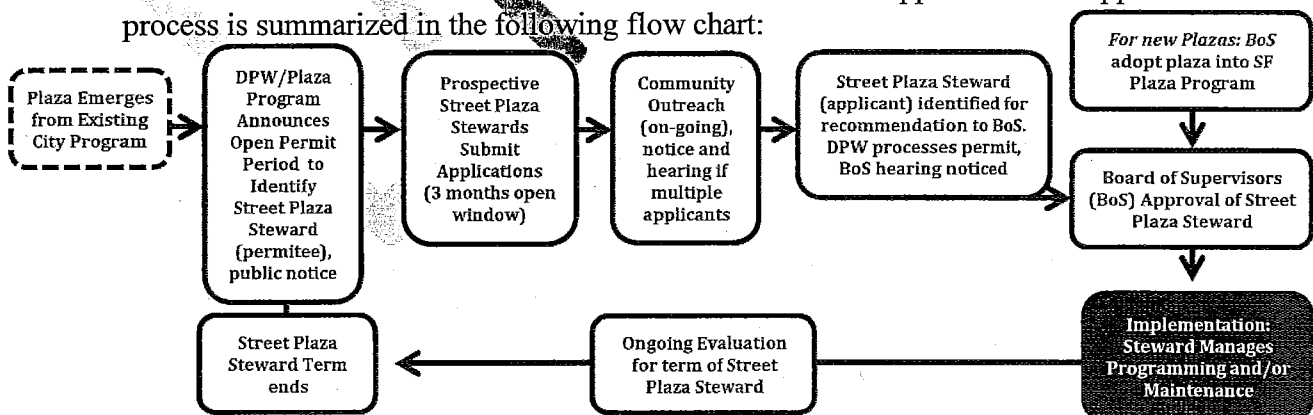 process is summarized in the following flow chart:
Plaza Emerges
from Existing
City Program
DPW/Plaza
Program
Announces
Open Permit
Period to
Identify
Street Plaza
Steward
(permitee),
public notice
Prospective
Street Plaza
Stewards
Submit
Applications
(3 months open
window)
Community
Outreach
(on-going),
notice and
hearing if
multiple
applicants
Street Plaza Steward
(applicant) identified for
recommendation to BoS.
DPW processes permit,
BoS hearing noticed
For new Plazas: BoS
adopt plaza into SF
Plaza Program
Board of Supervisors
(BoS) Approval of Street
Plaza Steward
Implementation:
Steward Manages
Programming and/or
Maintenance
Ongoing Evaluation
for term of Street
Plaza Steward
Street Plaza
Steward Term
ends